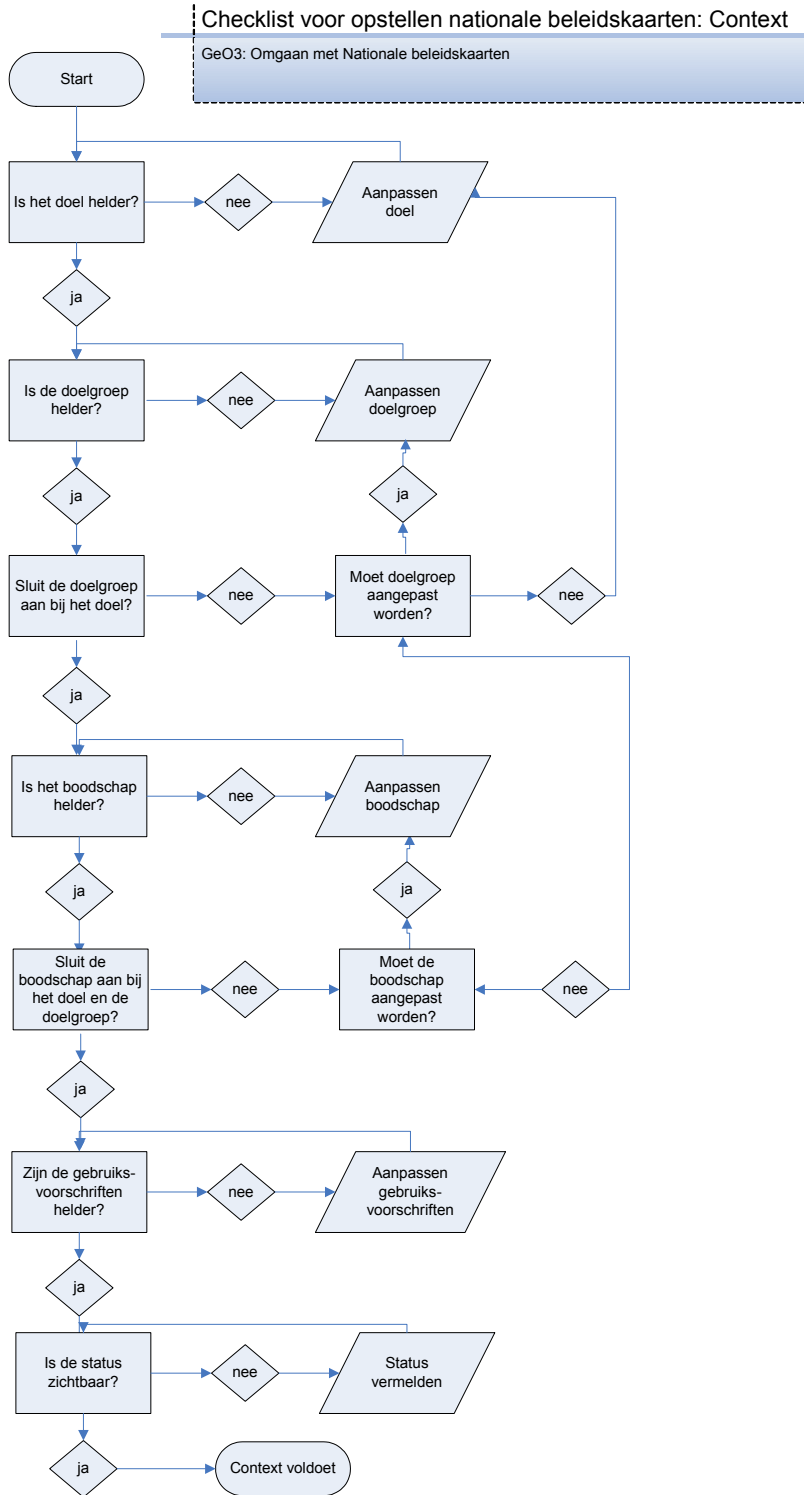 Checklist voor opstellen nationale beleidskaarten: Context
GeO3: Omgaan met Nationale beleidskaarten
Start
Is het doel helder?
nee
Aanpassen
doel
ja
Is de doelgroep
helder?
nee
Aanpassen
doelgroep
ja
ja
Sluit de doelgroep
aan bij het doel?
nee
Moet doelgroep
aangepast
worden?
nee
ja
Is het boodschap
helder?
nee
Aanpassen
boodschap
ja
ja
Sluit de
boodschap aan bij
het doel en de
doelgroep?
nee
Moet de
boodschap
aangepast
worden?
nee
ja
Zijn de gebruiks-
voorschriften
helder?
nee
Aanpassen
gebruiks-
voorschriften
ja
Is de status
zichtbaar?
nee
Status
vermelden
ja
Context voldoet